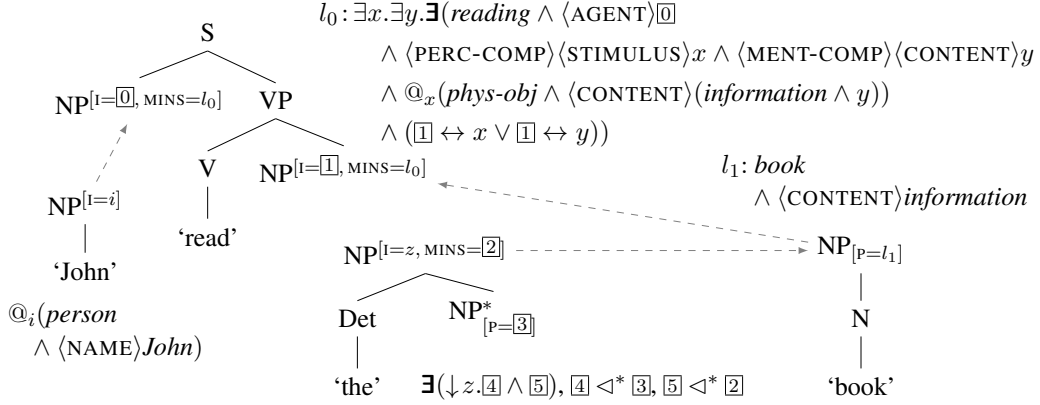 l₀ : ∃x.∃y.∃(reading ∧ ⟨AGENT⟩[0]
∧ ⟨PERC-COMP⟩⟨STIMULUS⟩x ∧ ⟨MENT-COMP⟩⟨CONTENT⟩y
∧ @ₓ(phys-obj ∧ ⟨CONTENT⟩(information ∧ y))
∧ ([1] ↔ x ∨ [1] ↔ y))
S
NP[I=[0], MINS=l₀] VP
V NP[I=[1], MINS=l₀]
l₁ : book
∧ ⟨CONTENT⟩information
NP[I=i] ‘read’
NP[I=z, MINS=[2]] NP[P=l₁]
‘John’
@ᵢ(person
∧ ⟨NAME⟩John)
Det NP*[P=[3]] N
‘the’ ∃(↓z.[4] ∧ [5]), [4] ◁* [3], [5] ◁* [2] ‘book’